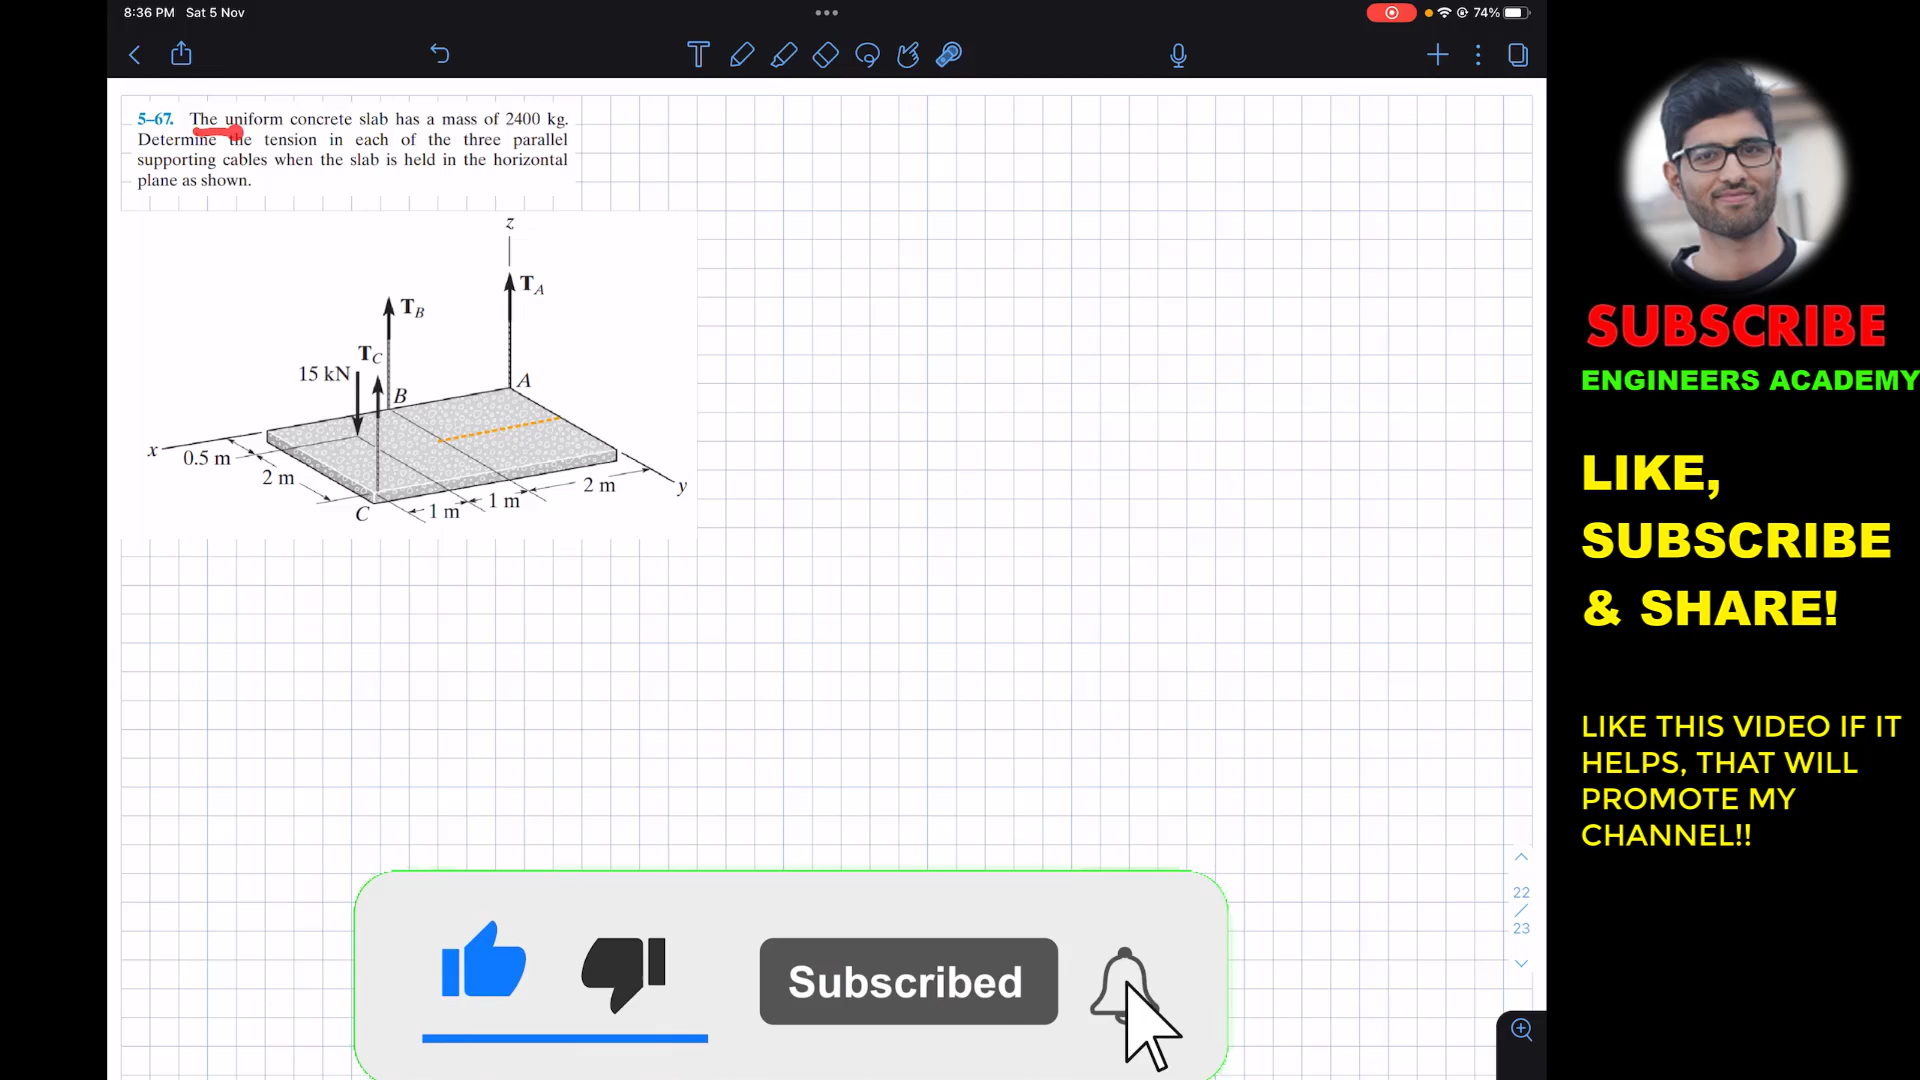 8:36 PM Sat 5 Nov
74%
5–67. The uniform concrete slab has a mass of 2400 kg.
Determine the tension in each of the three parallel
supporting cables when the slab is held in the horizontal
plane as shown.
z
T_A
T_B
T_C
15 kN
A
B
x
0.5 m
2 m
2 m
y
1 m
1 m
C
SUBSCRIBE
ENGINEERS ACADEMY
LIKE,
SUBSCRIBE
& SHARE!
LIKE THIS VIDEO IF IT
HELPS, THAT WILL
PROMOTE MY
CHANNEL!!
22
/
23
Subscribed